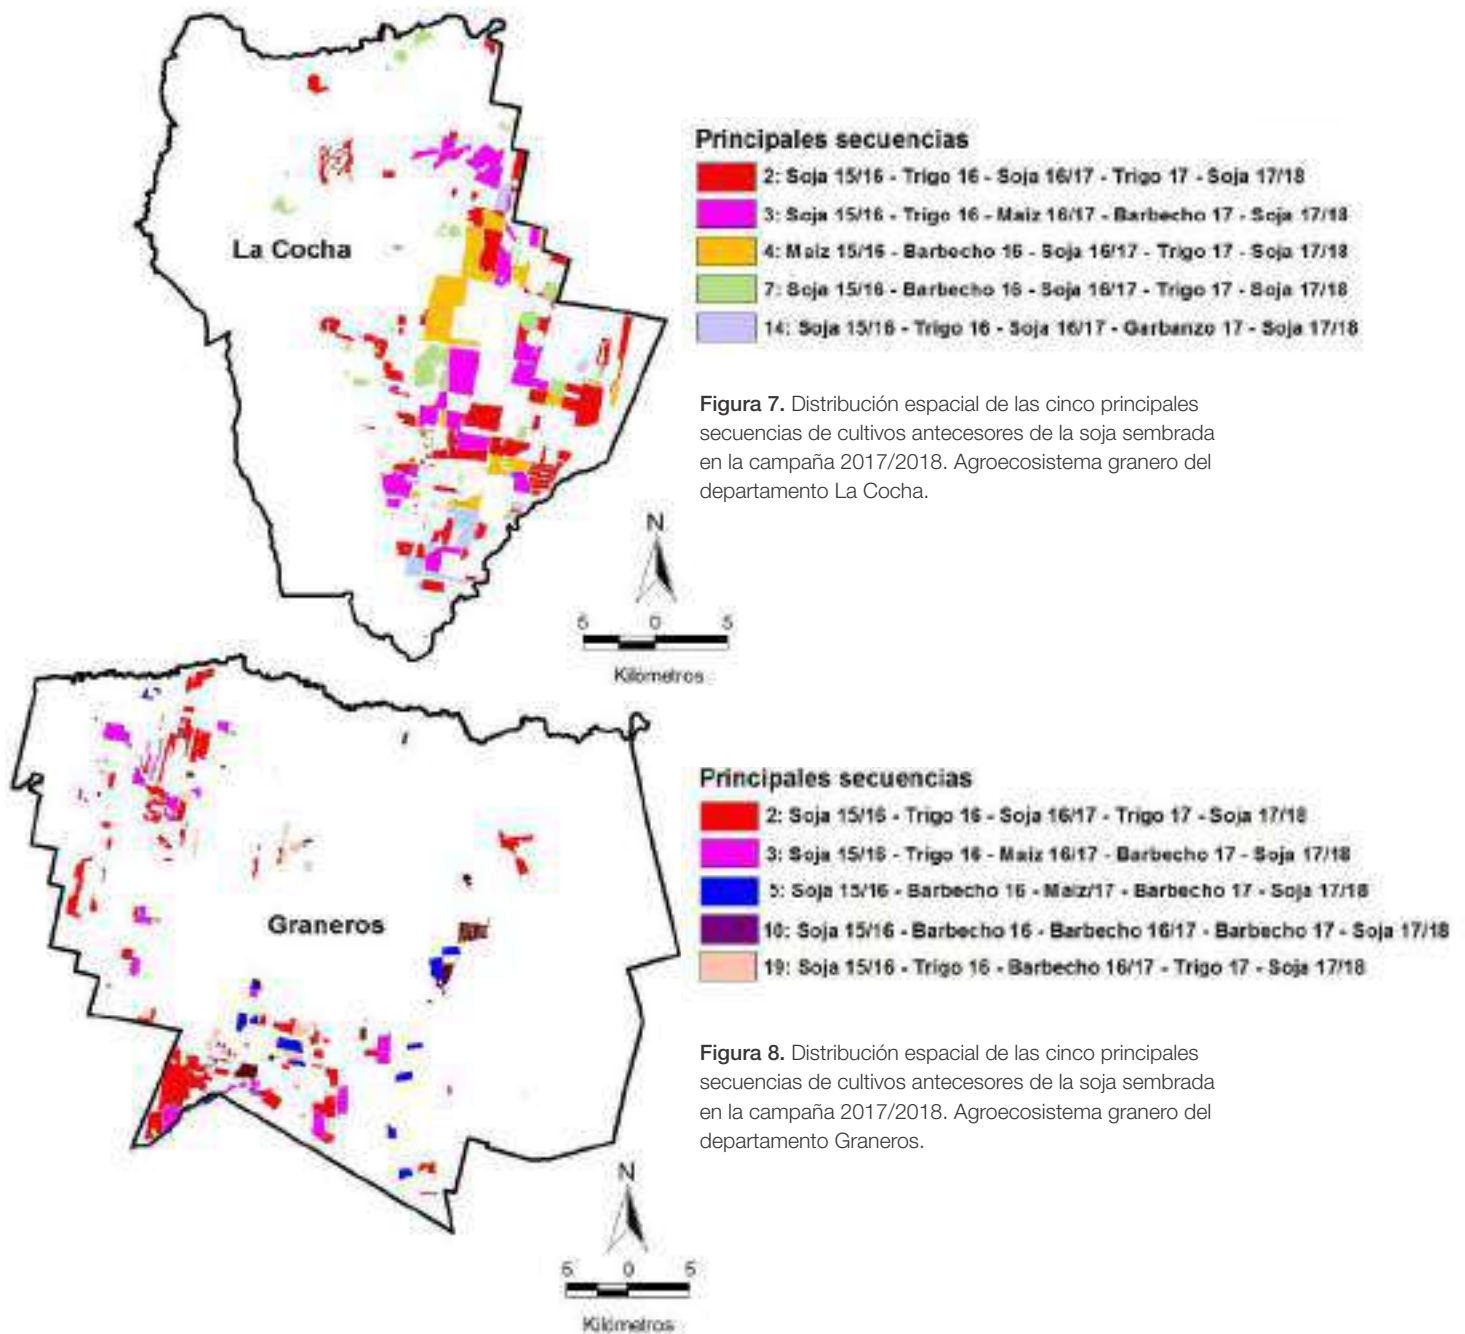 La Cocha
Principales secuencias
2: Soja 15/16 - Trigo 16 - Soja 16/17 - Trigo 17 - Soja 17/18
3: Soja 15/16 - Trigo 16 - Maiz 16/17 - Barbecho 17 - Soja 17/18
4: Maiz 15/16 - Barbecho 16 - Soja 16/17 - Trigo 17 - Soja 17/18
7: Soja 15/16 - Barbecho 16 - Soja 16/17 - Trigo 17 - Soja 17/18
14: Soja 15/16 - Trigo 16 - Soja 16/17 - Garbanzo 17 - Soja 17/18
Figura 7. Distribución espacial de las cinco principales
secuencias de cultivos antecesores de la soja sembrada
en la campaña 2017/2018. Agroecosistema granero del
departamento La Cocha.
N
5 0 5
Kilómetros
Graneros
Principales secuencias
2: Soja 15/16 - Trigo 16 - Soja 16/17 - Trigo 17 - Soja 17/18
3: Soja 15/16 - Trigo 16 - Maiz 16/17 - Barbecho 17 - Soja 17/18
5: Soja 15/16 - Barbecho 16 - Maiz/17 - Barbecho 17 - Soja 17/18
10: Soja 15/16 - Barbecho 16 - Barbecho 16/17 - Barbecho 17 - Soja 17/18
19: Soja 15/16 - Trigo 16 - Barbecho 16/17 - Trigo 17 - Soja 17/18
Figura 8. Distribución espacial de las cinco principales
secuencias de cultivos antecesores de la soja sembrada
en la campaña 2017/2018. Agroecosistema granero del
departamento Graneros.
N
5 0 5
Kilómetros